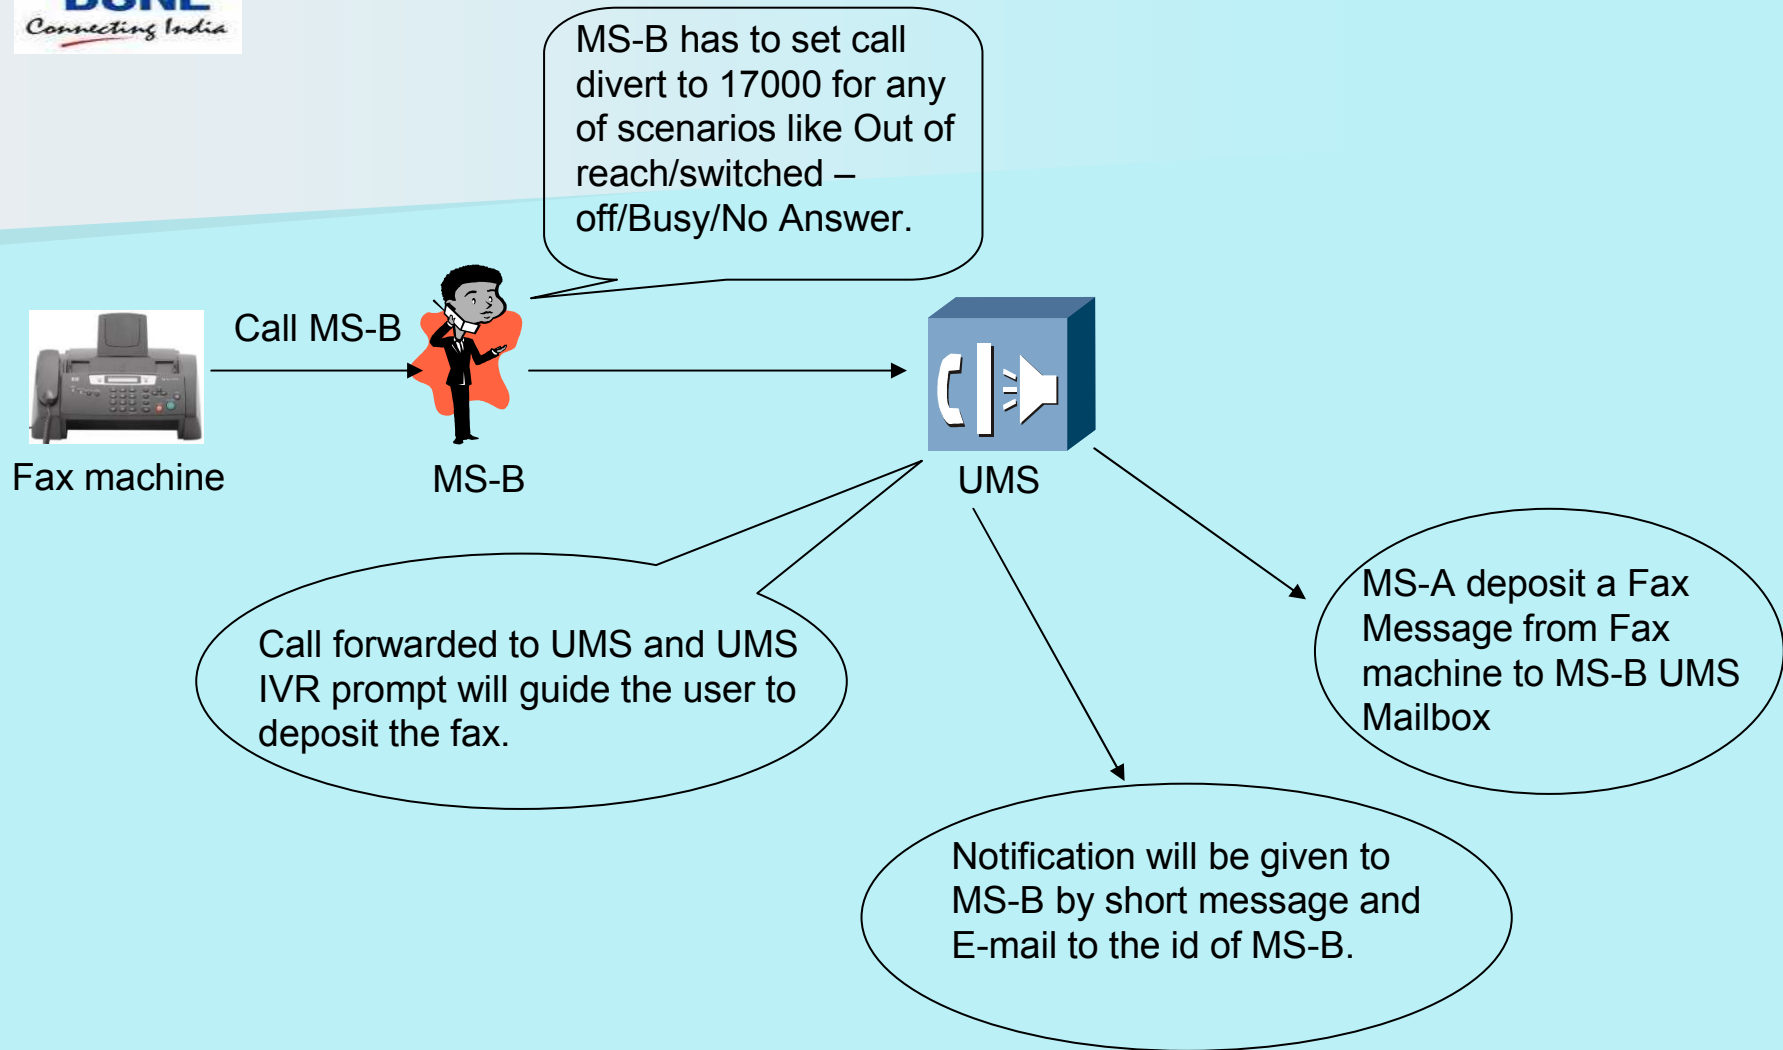 BSNL
Connecting India
MS-B has to set call
divert to 17000 for any
of scenarios like Out of
reach/switched –
off/Busy/No Answer.
Call MS-B
Fax machine
MS-B
UMS
Call forwarded to UMS and UMS
IVR prompt will guide the user to
deposit the fax.
MS-A deposit a Fax
Message from Fax
machine to MS-B UMS
Mailbox
Notification will be given to
MS-B by short message and
E-mail to the id of MS-B.